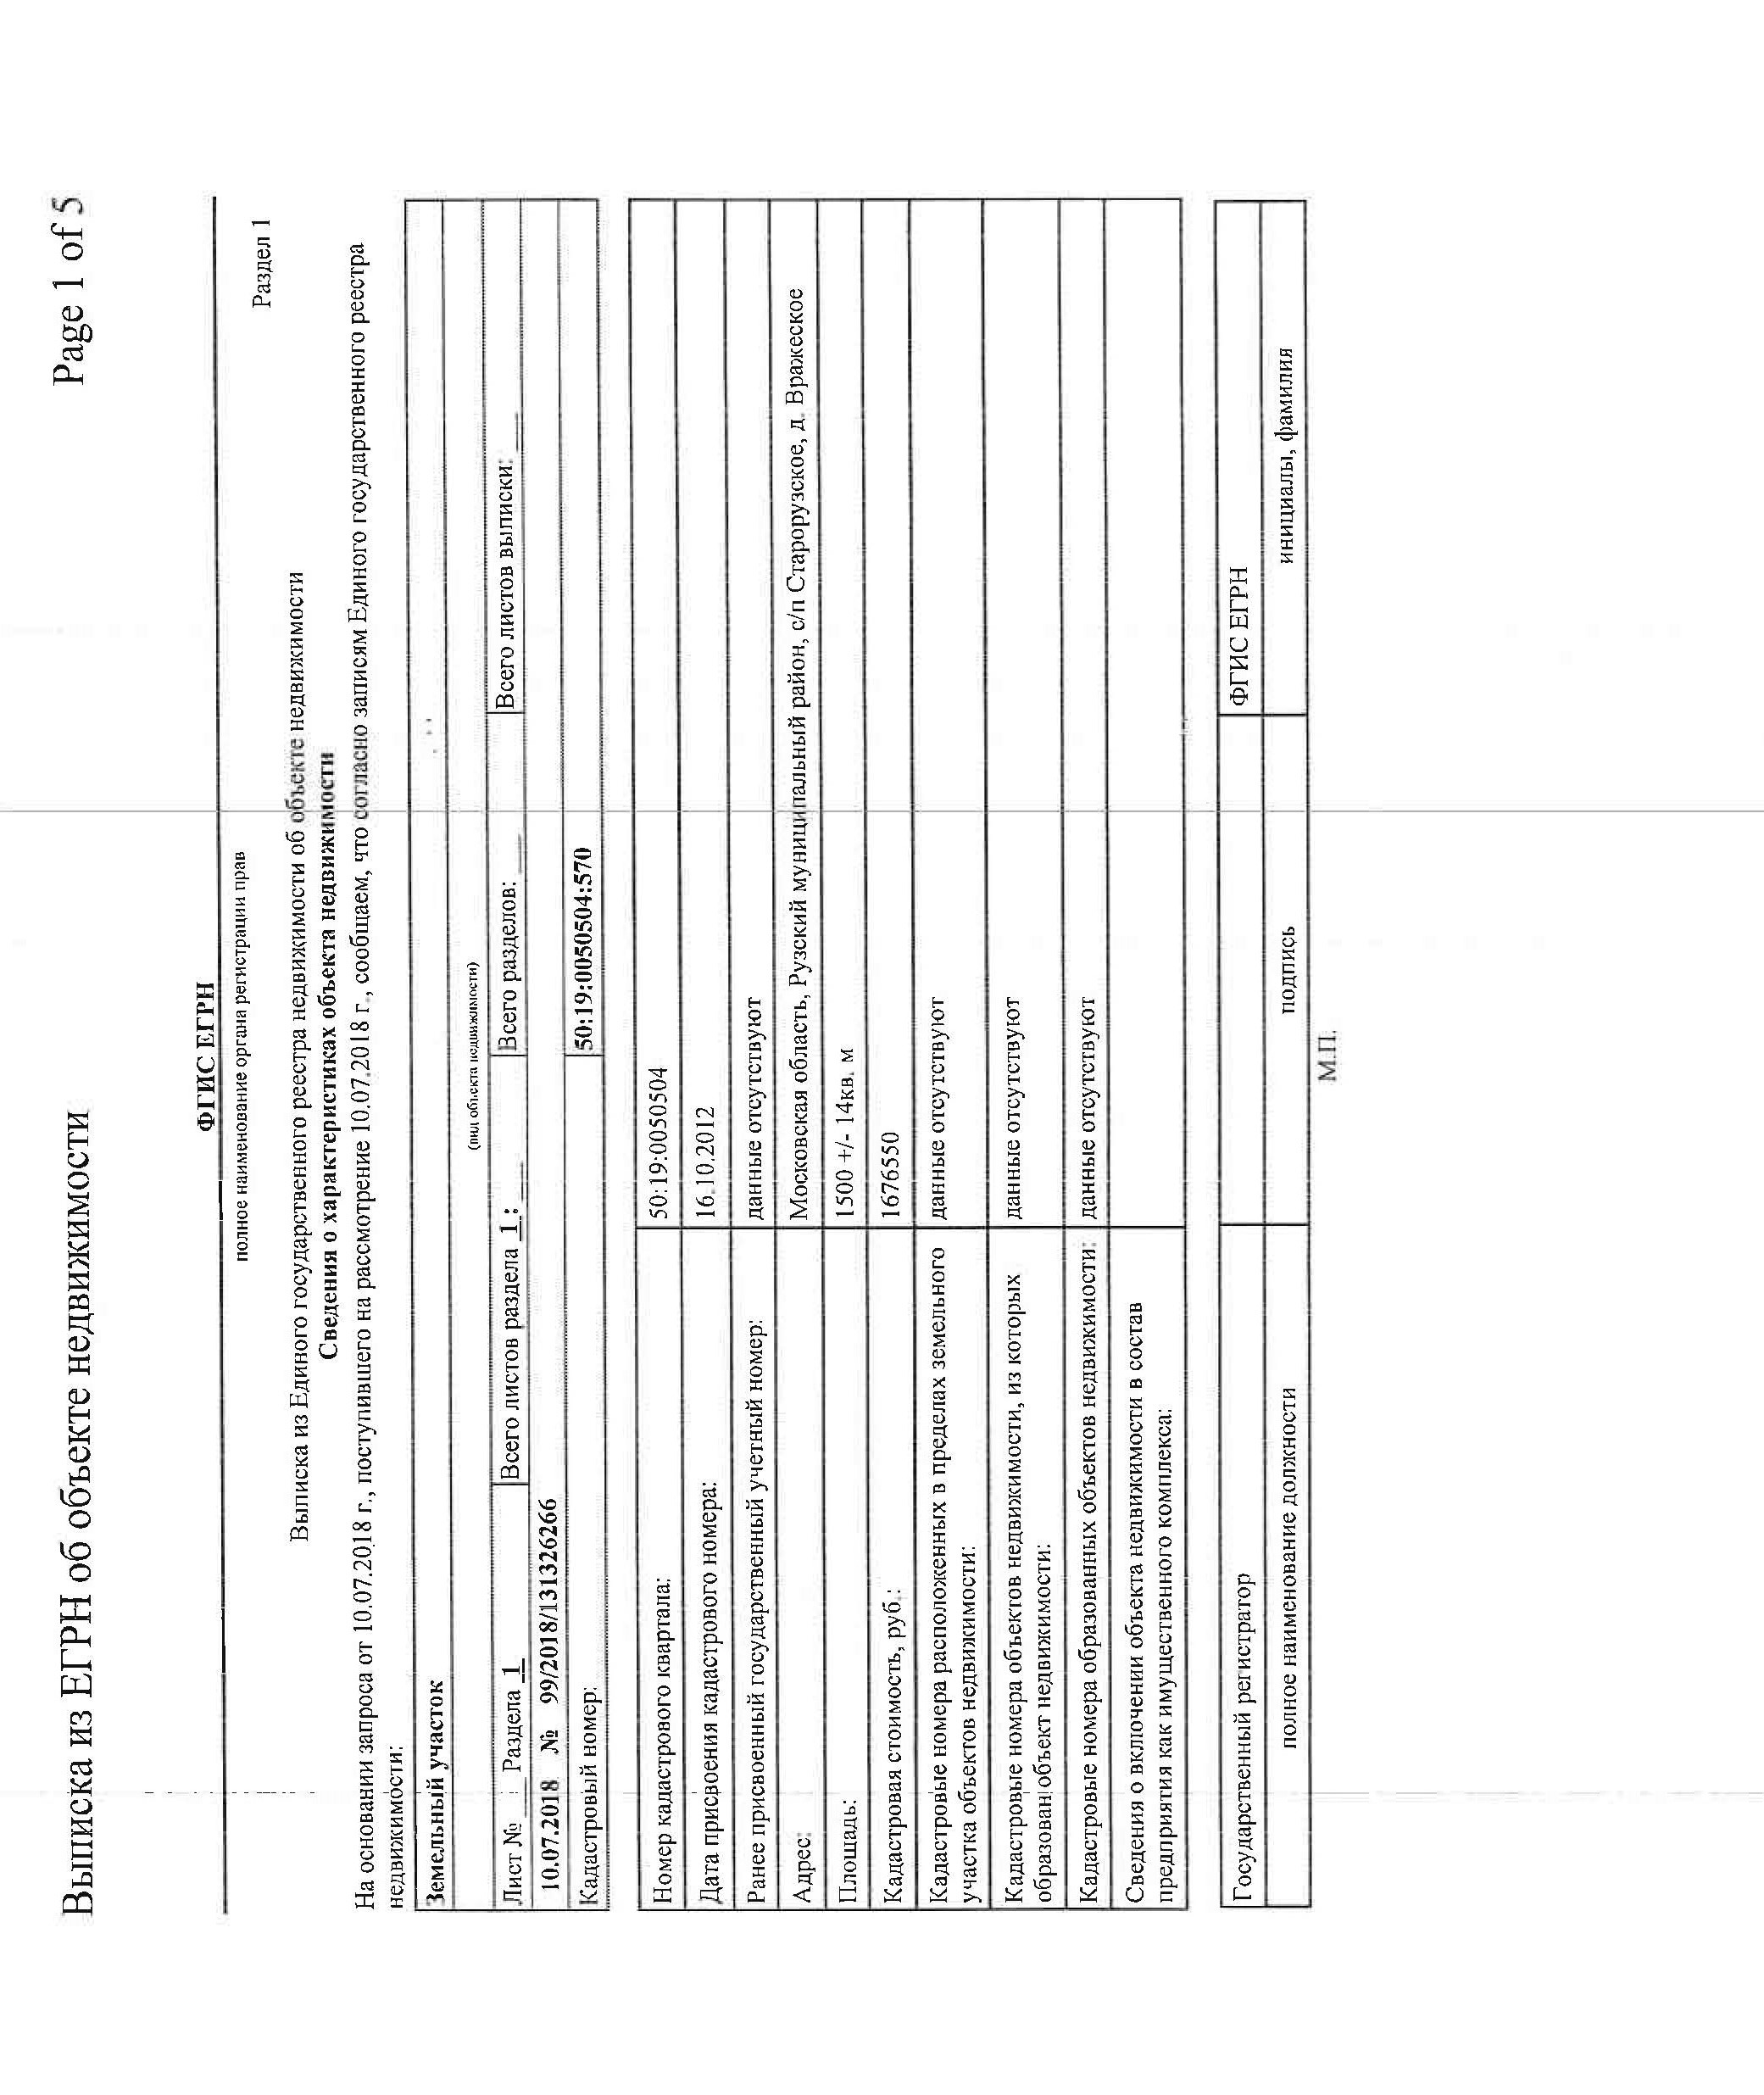 Выписка из ЕГРН об объекте недвижимости Page 1 of 5
ФГИС ЕГРН
полное наименование органа регистрации прав
Раздел 1
Выписка из Единого государственного реестра недвижимости об объекте недвижимости
Сведения о характеристиках объекта недвижимости
На основании запроса от 10.07.2018 г., поступившего на рассмотрение 10.07.2018 г., сообщаем, что согласно записям Единого государственного реестра
недвижимости:
Земельный участок
(вид объекта недвижимости)
Лист № ___ Раздела 1 Всего листов раздела 1 : ___ Всего разделов: ___ Всего листов выписки: ___
10.07.2018 № 99/2018/131326266
Кадастровый номер: 50:19:0050504:570
Номер кадастрового квартала: 50:19:0050504
Дата присвоения кадастрового номера: 16.10.2012
Ранее присвоенный государственный учетный номер: данные отсутствуют
Адрес: Московская область, Рузский муниципальный район, с/п Старорузское, д. Вражеское
Площадь: 1500 +/- 14кв. м
Кадастровая стоимость, руб.: 1676550
Кадастровые номера расположенных в пределах земельного данные отсутствуют
участка объектов недвижимости:
Кадастровые номера объектов недвижимости, из которых данные отсутствуют
образован объект недвижимости:
Кадастровые номера образованных объектов недвижимости: данные отсутствуют
Сведения о включении объекта недвижимости в состав
предприятия как имущественного комплекса:
Государственный регистратор ФГИС ЕГРН
полное наименование должности подпись инициалы, фамилия
М.П.